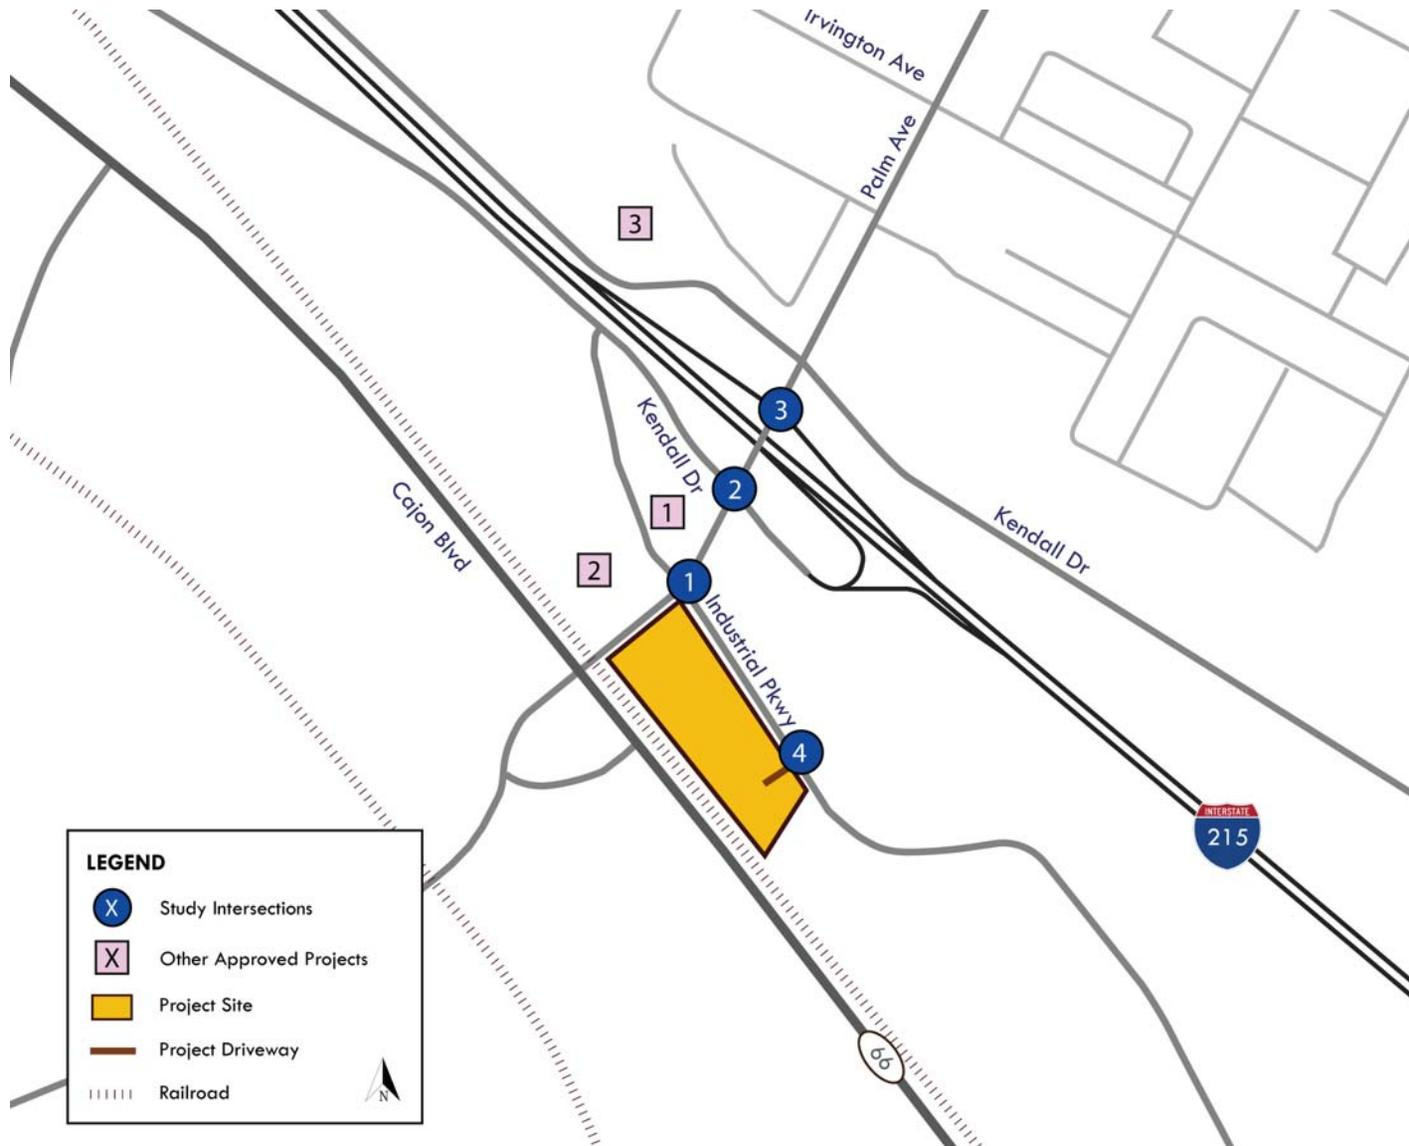 Irvington Ave
Palm Ave
3
3
Kendall Dr
2
1
Cajon Blvd
Kendall Dr
2
1
Industrial Pkwy
4
INTERSTATE
215
LEGEND
X Study Intersections
X Other Approved Projects
Project Site
Project Driveway
Railroad
N
66